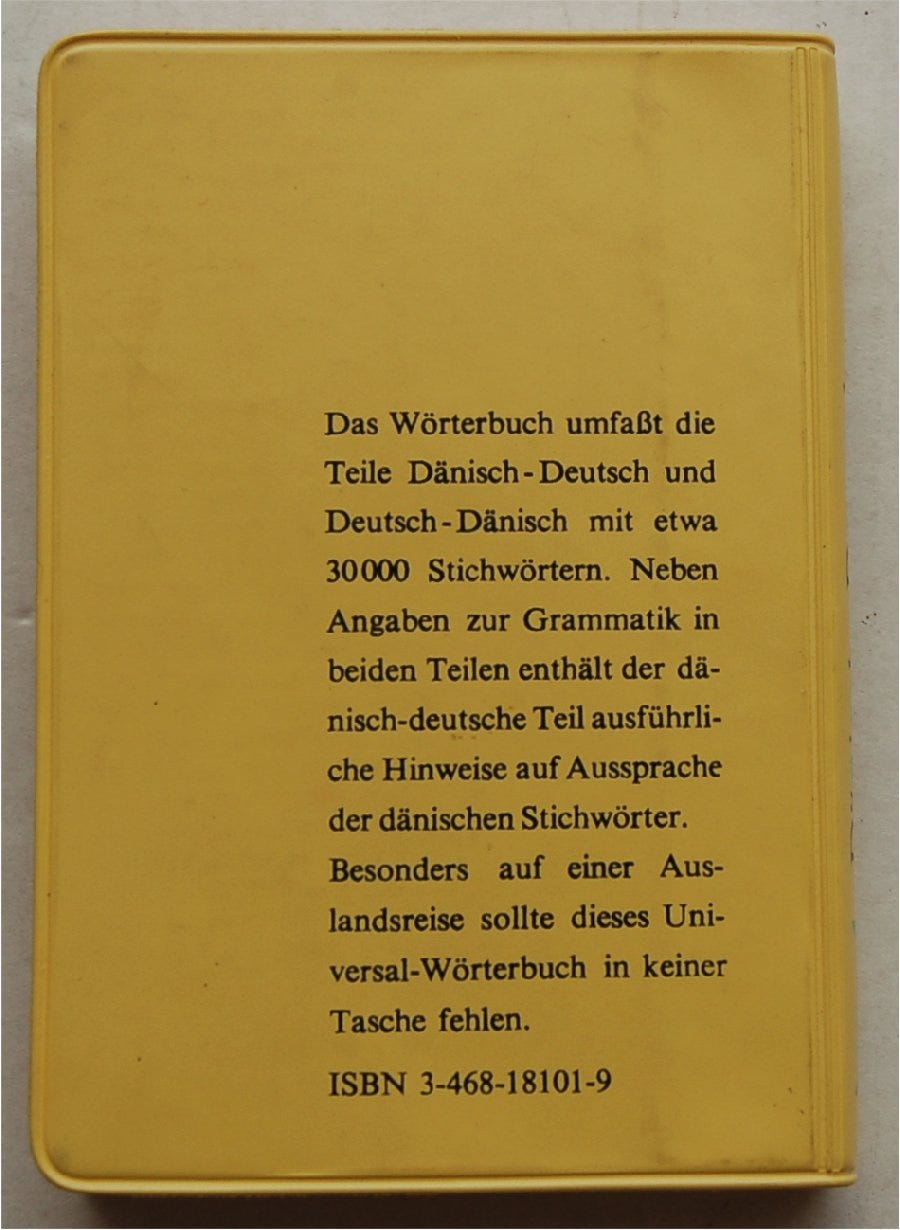 Das Wörterbuch umfaßt die
Teile Dänisch-Deutsch und
Deutsch-Dänisch mit etwa
30000 Stichwörtern. Neben
Angaben zur Grammatik in
beiden Teilen enthält der dä-
nisch-deutsche Teil ausführli-
che Hinweise auf Aussprache
der dänischen Stichwörter.
Besonders auf einer Aus-
landsreise sollte dieses Uni-
versal-Wörterbuch in keiner
Tasche fehlen.
ISBN 3-468-18101-9